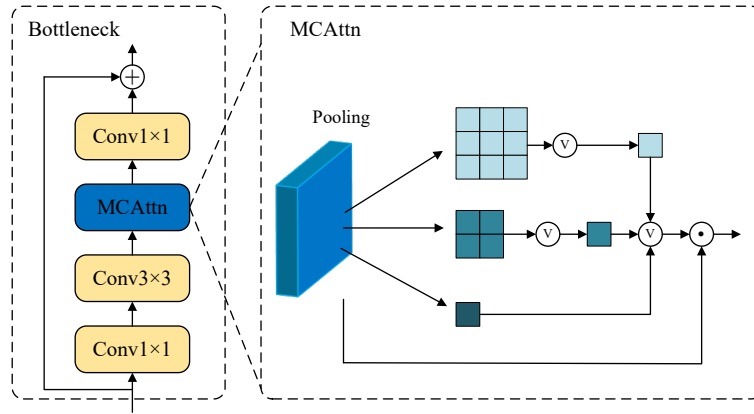 Bottleneck
Conv1×1
MCAttn
Conv3×3
Conv1×1
MCAttn
Pooling
V
V
V